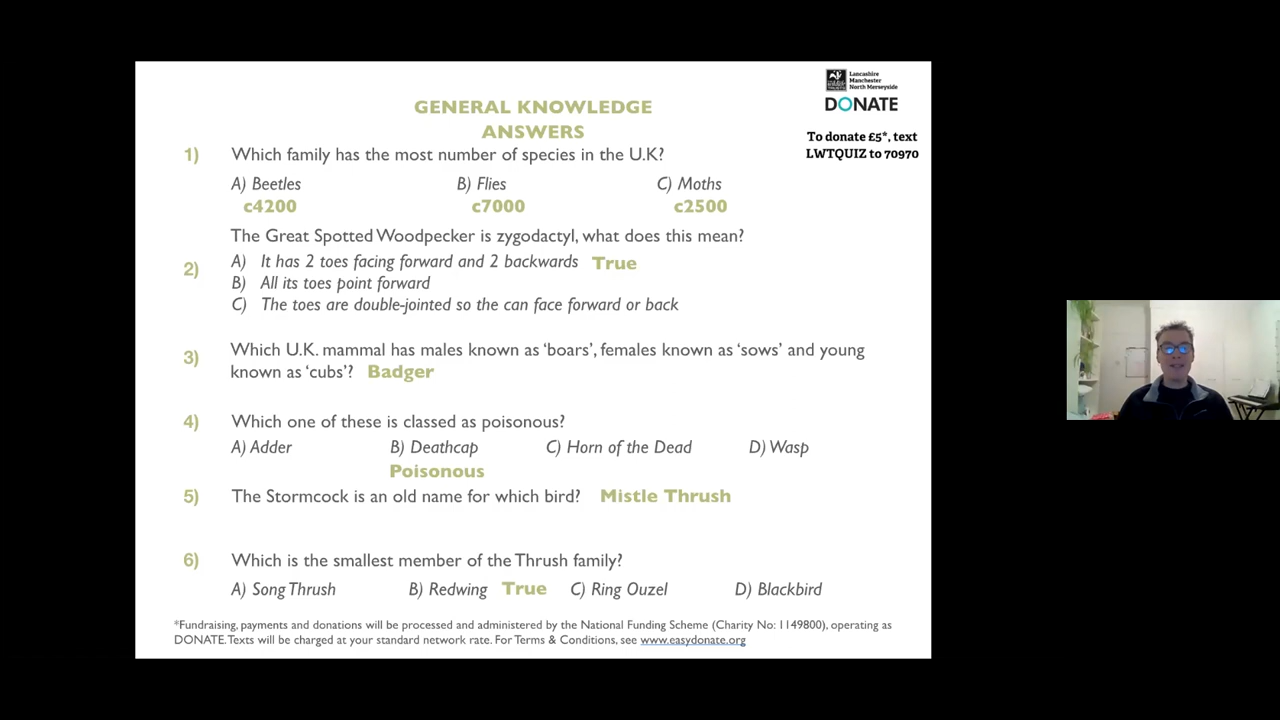 Lancashire
Manchester
North Merseyside
DONATE
To donate £5*, text
LWTQUIZ to 70970
GENERAL KNOWLEDGE
ANSWERS
1) Which family has the most number of species in the U.K?
A) Beetles B) Flies C) Moths
c4200 c7000 c2500
The Great Spotted Woodpecker is zygodactyl, what does this mean?
2) A) It has 2 toes facing forward and 2 backwards True
B) All its toes point forward
C) The toes are double-jointed so the can face forward or back
3) Which U.K. mammal has males known as ‘boars’, females known as ‘sows’ and young
known as ‘cubs’? Badger
4) Which one of these is classed as poisonous?
A) Adder B) Deathcap C) Horn of the Dead D) Wasp
Poisonous
5) The Stormcock is an old name for which bird? Mistle Thrush
6) Which is the smallest member of the Thrush family?
A) Song Thrush B) Redwing True C) Ring Ouzel D) Blackbird
*Fundraising, payments and donations will be processed and administered by the National Funding Scheme (Charity No: 1149800), operating as
DONATE. Texts will be charged at your standard network rate. For Terms & Conditions, see www.easydonate.org